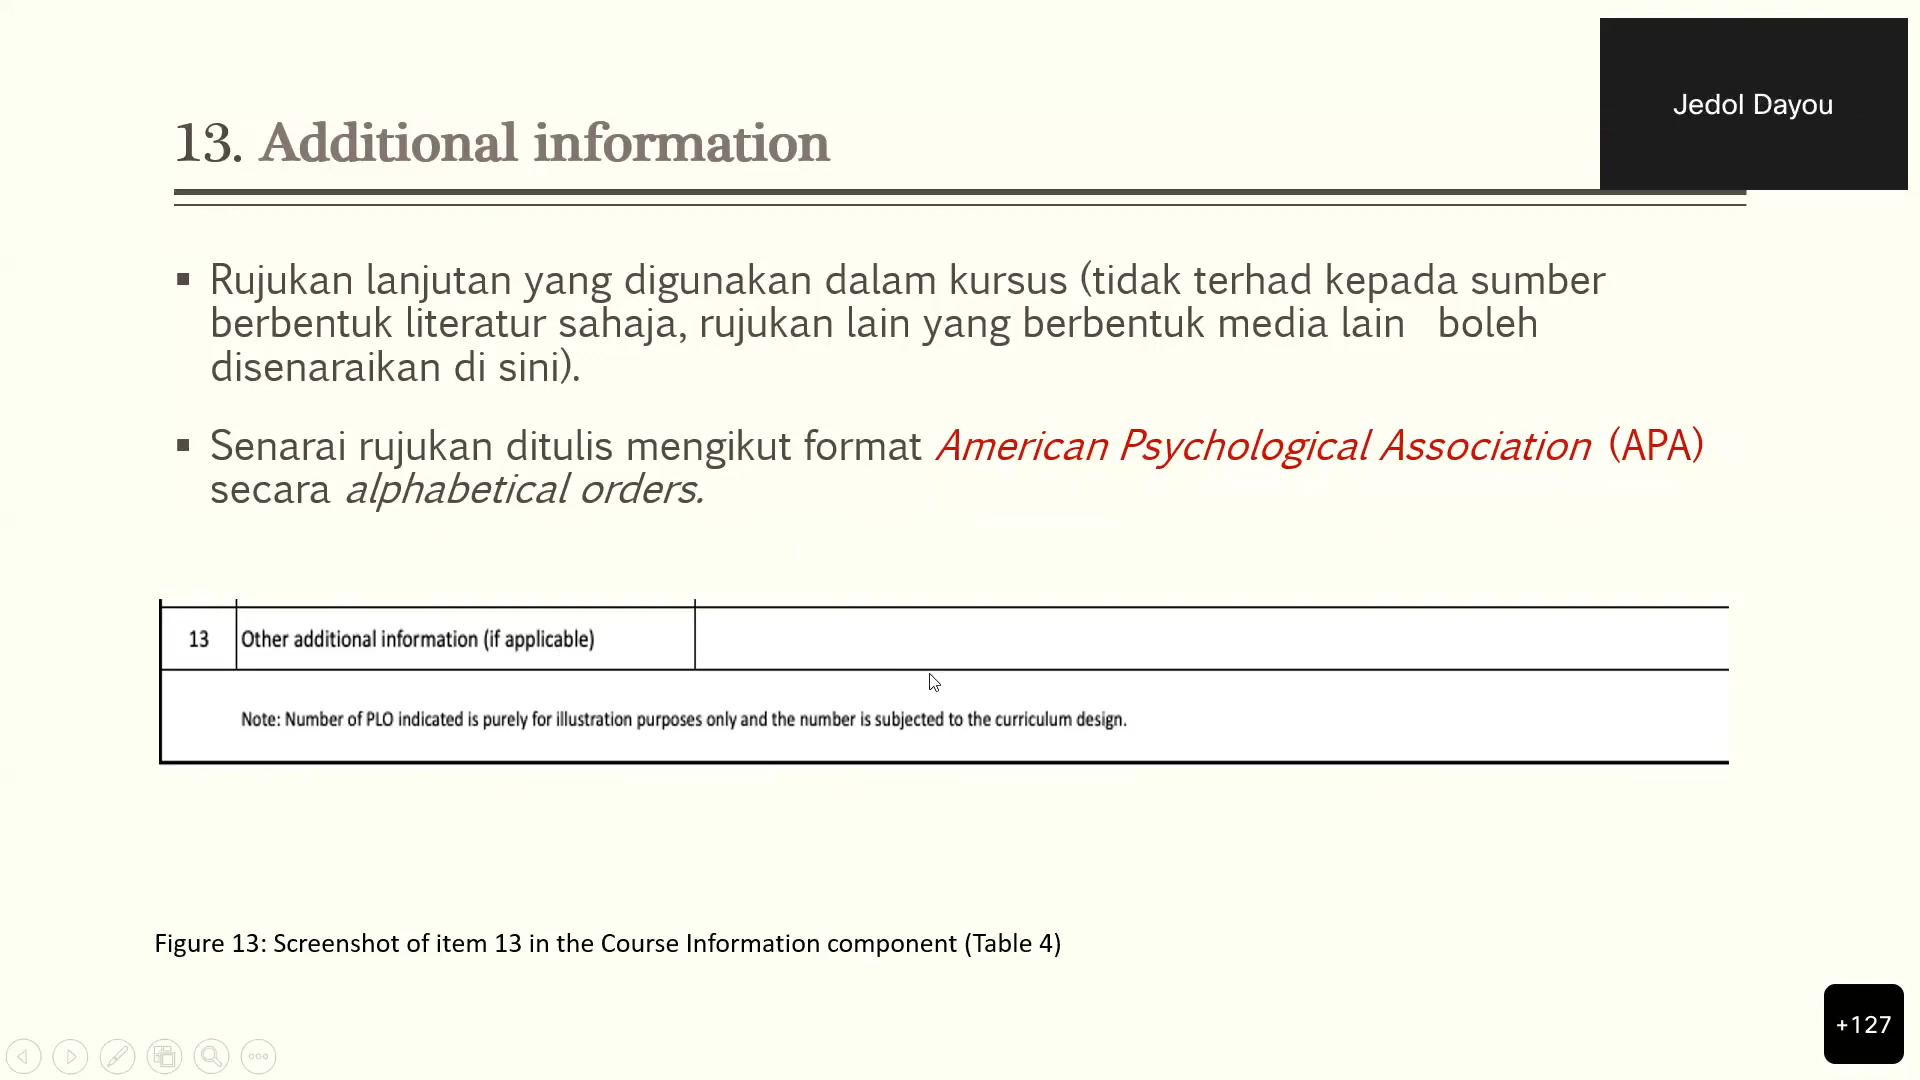 Jedol Dayou
13. Additional information
▪ Rujukan lanjutan yang digunakan dalam kursus (tidak terhad kepada sumber
berbentuk literatur sahaja, rujukan lain yang berbentuk media lain boleh
disenaraikan di sini).
▪ Senarai rujukan ditulis mengikut format American Psychological Association (APA)
secara alphabetical orders.
13 Other additional information (if applicable)
Note: Number of PLO indicated is purely for illustration purposes only and the number is subjected to the curriculum design.
Figure 13: Screenshot of item 13 in the Course Information component (Table 4)
+127